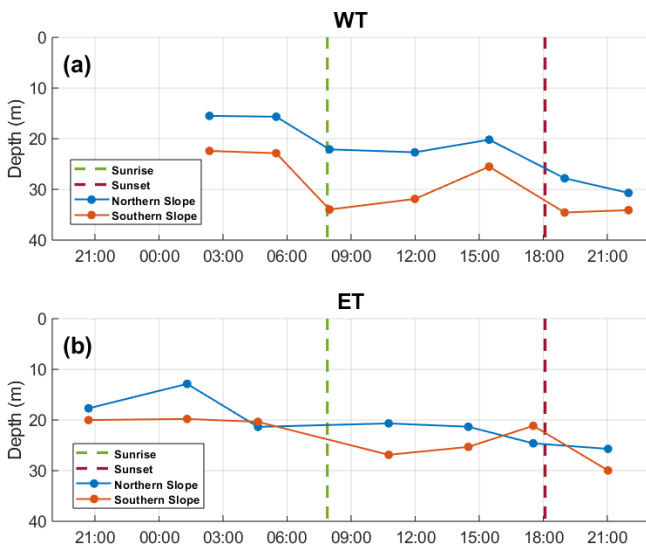 WT
(a)
0
10
20
30
40
Depth (m)
Sunrise
Sunset
Northern Slope
Southern Slope
21:00 00:00 03:00 06:00 09:00 12:00 15:00 18:00 21:00
ET
(b)
0
10
20
30
40
Depth (m)
Sunrise
Sunset
Northern Slope
Southern Slope
21:00 00:00 03:00 06:00 09:00 12:00 15:00 18:00 21:00